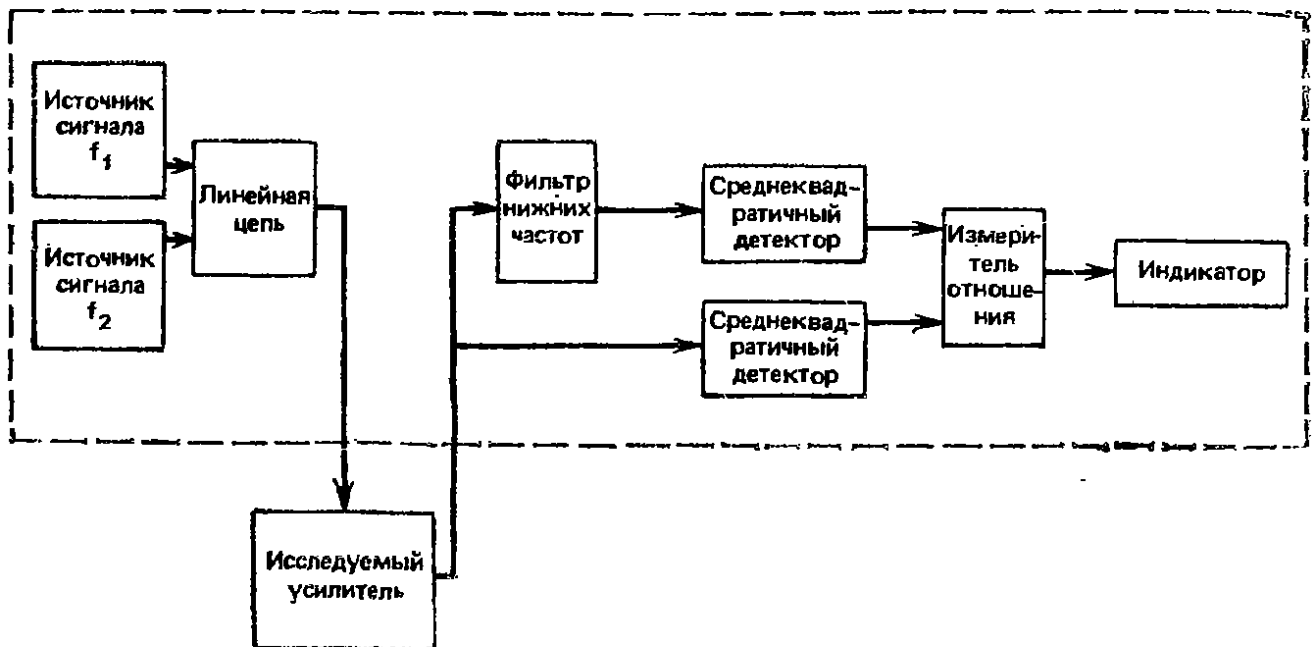 Источник
сигнала
f1
Источник
сигнала
f2
Линейная
цепь
Фильтр
нижних
частот
Среднеквад-
ратичный
детектор
Среднеквад-
ратичный
детектор
Измери-
тель
отноше-
ния
Индикатор
Исследуемый
усилитель